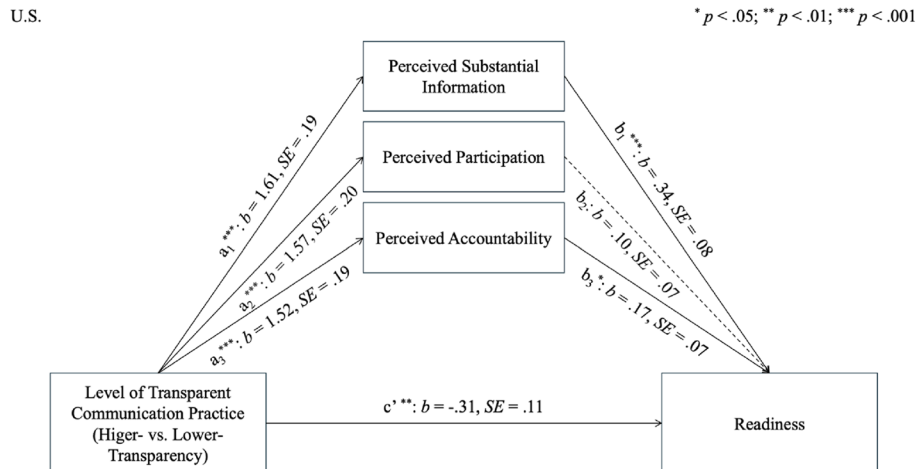 U.S.
* p < .05; ** p < .01; *** p < .001
Perceived Substantial
Information
Perceived Participation
Perceived Accountability
a1***: b = 1.61, SE = .19
a2***: b = 1.57, SE = .20
a3***: b = 1.52, SE = .19
b1***: b = .34, SE = .08
b2: b = .10, SE = .07
b3*: b = .17, SE = .07
Level of Transparent
Communication Practice
(Higer- vs. Lower-
Transparency)
c’ **: b = -.31, SE = .11
Readiness